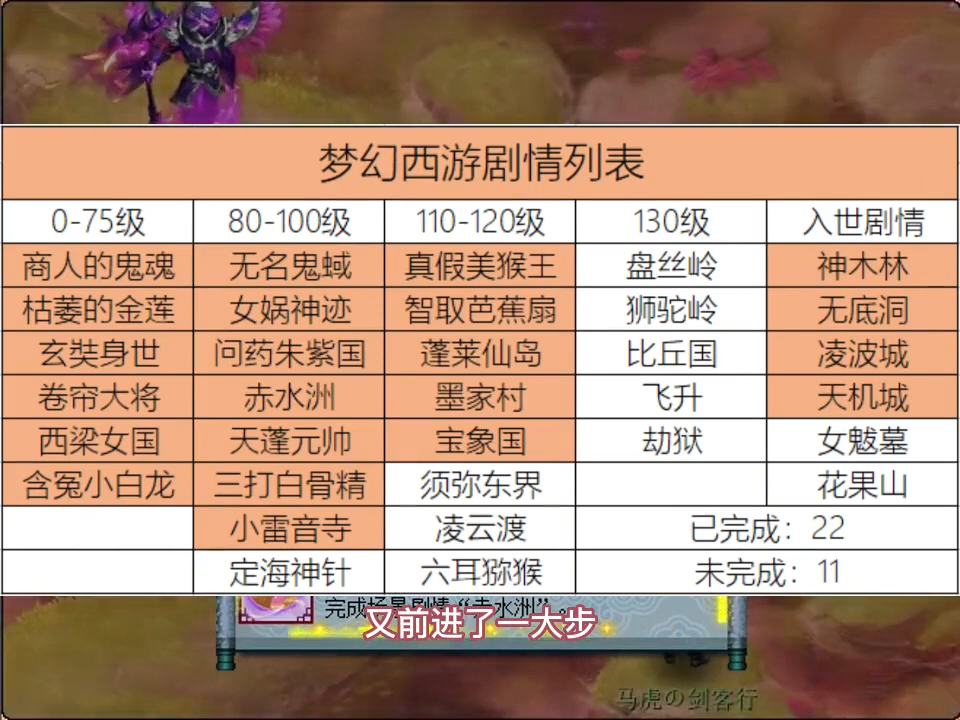 梦幻西游剧情列表
0-75级 80-100级 110-120级 130级 入世剧情
商人的鬼魂 无名鬼蜮 真假美猴王 盘丝岭 神木林
枯萎的金莲 女娲神迹 智取芭蕉扇 狮驼岭 无底洞
玄奘身世 问药朱紫国 蓬莱仙岛 比丘国 凌波城
卷帘大将 赤水洲 墨家村 飞升 天机城
西梁女国 天蓬元帅 宝象国 劫狱 女魃墓
含冤小白龙 三打白骨精 须弥东界 花果山
小雷音寺 凌云渡 已完成：22
定海神针 六耳猕猴 未完成：11
完成场景剧情“赤水洲”。
又前进了一大步
马虎の剑客行